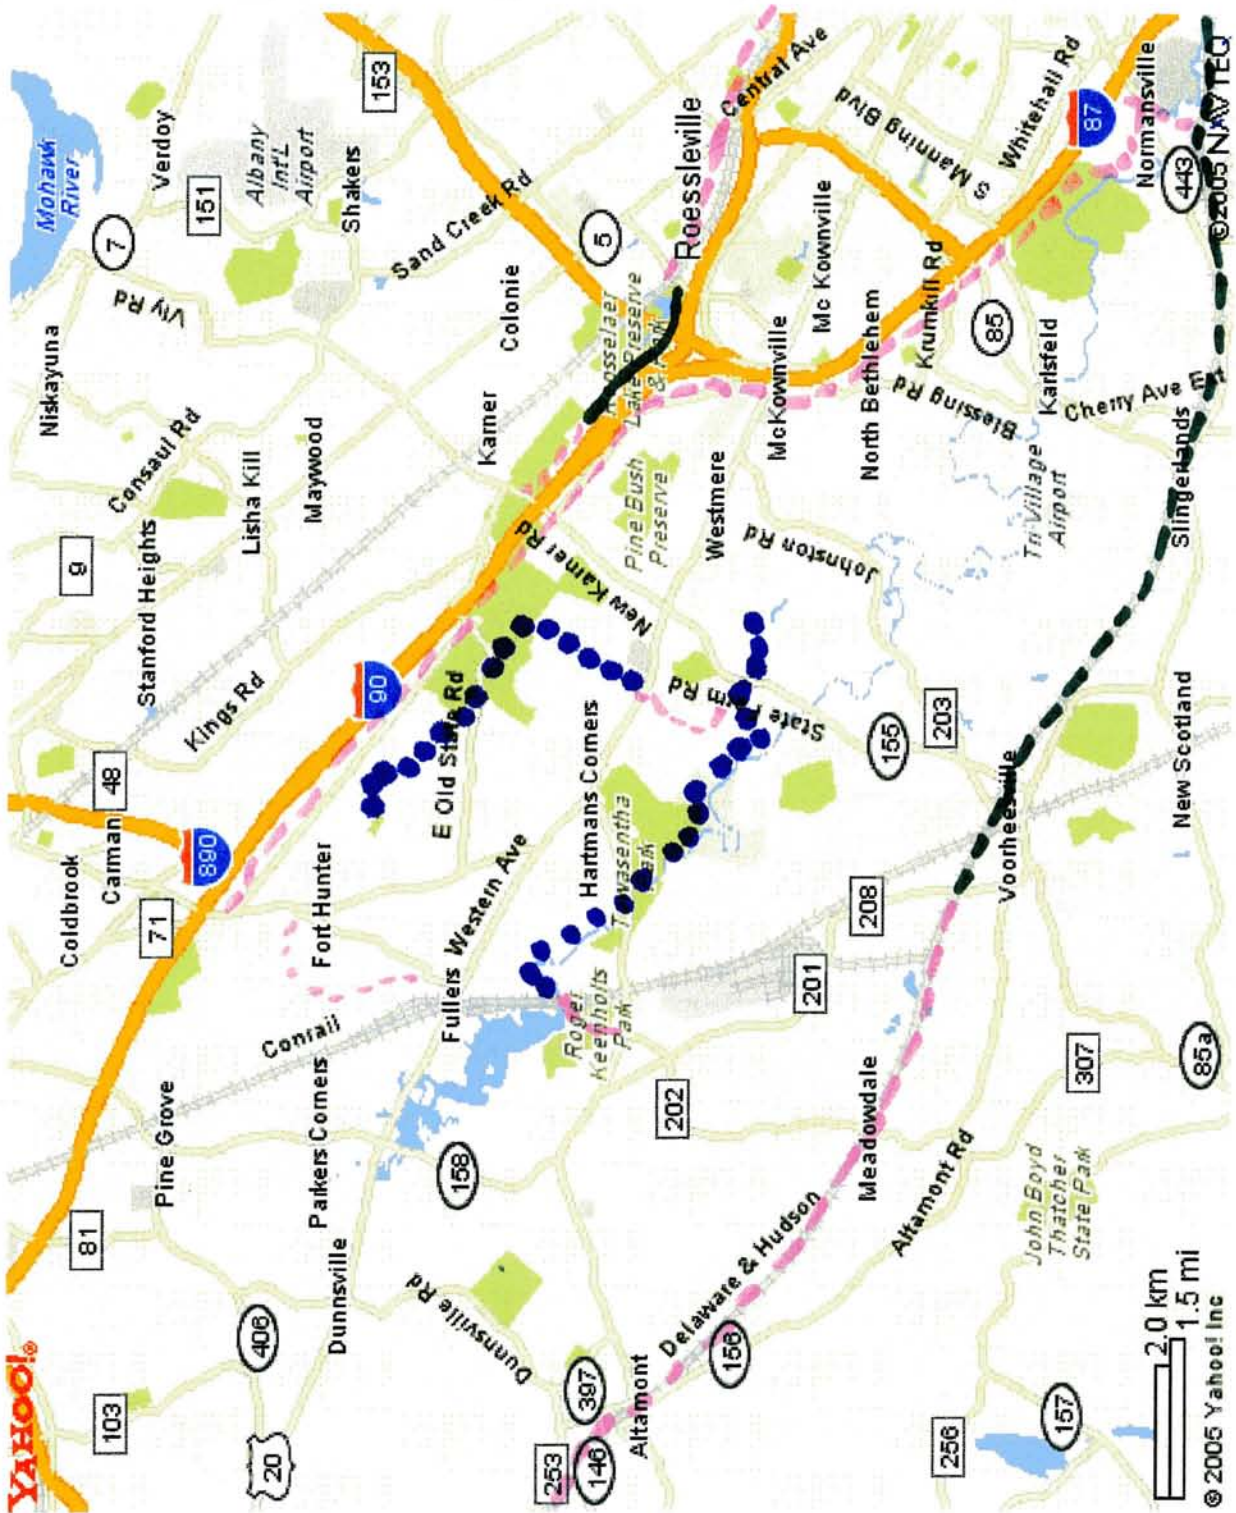 YAHOO!®
103
81
406
20
Dunnsville
Dunnsville Rd
397
253
146
Altamont
Pine Grove
Parkers Corners
158
Conrail
71
Coldbrook
Carman
48
890
Fort Hunter
Fullers
Western Ave
E Old State Rd
Hartmans Corners
Tawasentha
Park
Roger
Keenholts
Park
202
201
208
Kings Rd
90
Stanford Heights
9
Consaul Rd
Lisha Kill
Maywood
Niskayuna
Vly Rd
7
Mohawk
River
Verdoy
151
Albany
Int'L
Airport
Shakers
153
Sand Creek Rd
Colonie
Karner
5
Rensselaer
Lake Preserve
& Park
Roessleville
Central Ave
S Manning Blvd
Whitehall Rd
87
Normansville
443
New Karner Rd
Pine Bush
Preserve
Westmere
McKownville
Mc Kownville
North Bethlehem
Krumkill Rd
85
Blessing Rd
Karlsfeld
Cherry Ave Ext
Johnston Rd
Tri Village
Airport
Slingerlands
State Farm Rd
155
203
Voorheesville
New Scotland
Meadowdale
307
85a
Altamont Rd
Delaware & Hudson
156
John Boyd
Thatcher
State Park
256
157
2.0 km
1.5 mi
© 2005 Yahoo! Inc
©2005 NAVTEQ